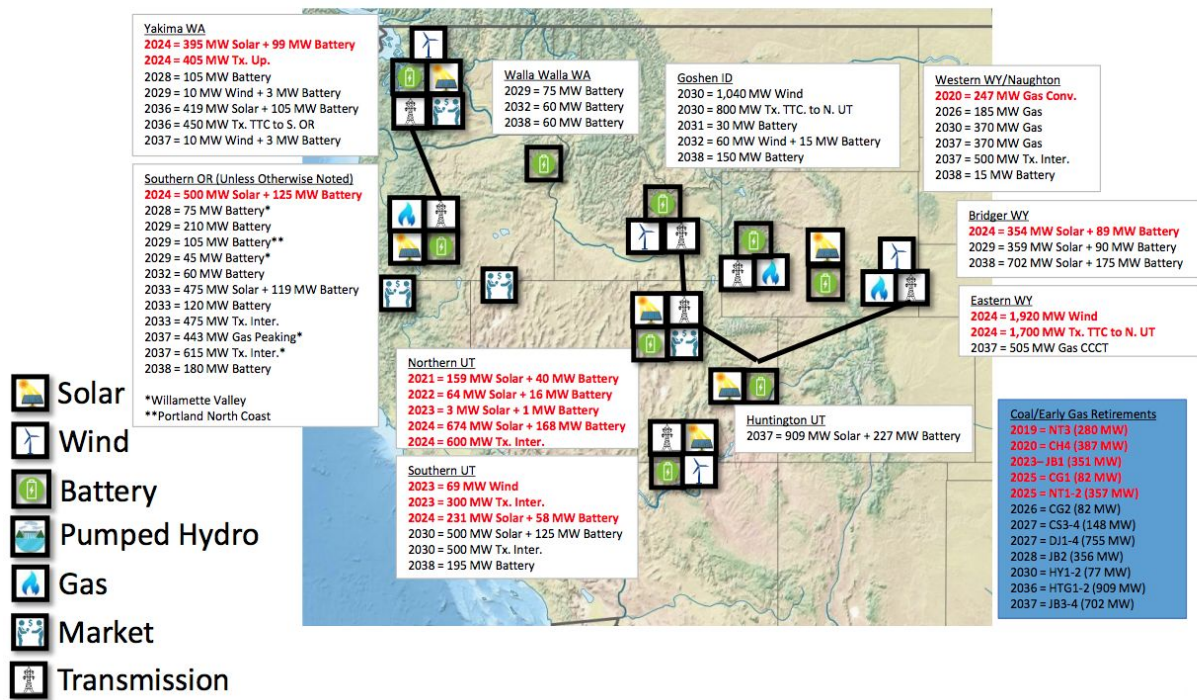 Yakima WA
2024 = 395 MW Solar + 99 MW Battery
2024 = 405 MW Tx. Up.
2028 = 105 MW Battery
2029 = 10 MW Wind + 3 MW Battery
2036 = 419 MW Solar + 105 MW Battery
2036 = 450 MW Tx. TTC to S. OR
2037 = 10 MW Wind + 3 MW Battery
Walla Walla WA
2029 = 75 MW Battery
2032 = 60 MW Battery
2038 = 60 MW Battery
Goshen ID
2030 = 1,040 MW Wind
2030 = 800 MW Tx. TTC. to N. UT
2031 = 30 MW Battery
2032 = 60 MW Wind + 15 MW Battery
2038 = 150 MW Battery
Western WY/Naughton
2020 = 247 MW Gas Conv.
2026 = 185 MW Gas
2030 = 370 MW Gas
2037 = 370 MW Gas
2037 = 500 MW Tx. Inter.
2038 = 15 MW Battery
Southern OR (Unless Otherwise Noted)
2024 = 500 MW Solar + 125 MW Battery
2028 = 75 MW Battery*
2029 = 210 MW Battery
2029 = 105 MW Battery**
2029 = 45 MW Battery*
2032 = 60 MW Battery
2033 = 475 MW Solar + 119 MW Battery
2033 = 120 MW Battery
2033 = 475 MW Tx. Inter.
2037 = 443 MW Gas Peaking*
2037 = 615 MW Tx. Inter.*
2038 = 180 MW Battery
*Willamette Valley
**Portland North Coast
Bridger WY
2024 = 354 MW Solar + 89 MW Battery
2029 = 359 MW Solar + 90 MW Battery
2038 = 702 MW Solar + 175 MW Battery
Eastern WY
2024 = 1,920 MW Wind
2024 = 1,700 MW Tx. TTC to N. UT
2037 = 505 MW Gas CCCT
Northern UT
2021 = 159 MW Solar + 40 MW Battery
2022 = 64 MW Solar + 16 MW Battery
2023 = 3 MW Solar + 1 MW Battery
2024 = 674 MW Solar + 168 MW Battery
2024 = 600 MW Tx. Inter.
Huntington UT
2037 = 909 MW Solar + 227 MW Battery
Southern UT
2023 = 69 MW Wind
2023 = 300 MW Tx. Inter.
2024 = 231 MW Solar + 58 MW Battery
2030 = 500 MW Solar + 125 MW Battery
2030 = 500 MW Tx. Inter.
2038 = 195 MW Battery
Coal/Early Gas Retirements
2019 = NT3 (280 MW)
2020 = CH4 (387 MW)
2023– JB1 (351 MW)
2025 = CG1 (82 MW)
2025 = NT1-2 (357 MW)
2026 = CG2 (82 MW)
2027 = CS3-4 (148 MW)
2027 = DJ1-4 (755 MW)
2028 = JB2 (356 MW)
2030 = HY1-2 (77 MW)
2036 = HTG1-2 (909 MW)
2037 = JB3-4 (702 MW)
Solar
Wind
Battery
Pumped Hydro
Gas
Market
Transmission